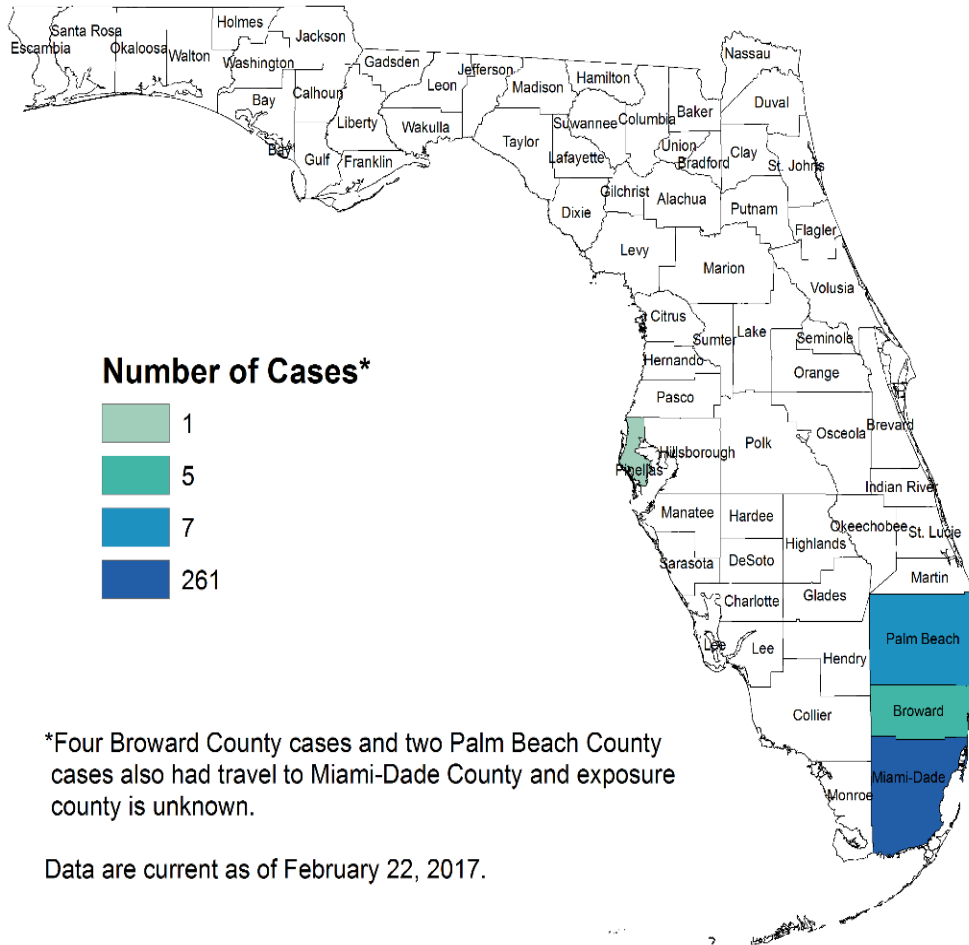 Holmes
Santa Rosa
Jackson
Escambia
Okaloosa
Walton
Washington
Gadsden
Jefferson
Hamilton
Nassau
Leon
Madison
Bay
Calhoun
Baker
Duval
Liberty
Wakulla
Suwannee
Columbia
Taylor
Union
Bay
Gulf
Franklin
Lafayette
Bradford
Clay
St. Johns
Gilchrist
Alachua
Dixie
Putnam
Flagler
Levy
Marion
Volusia
Citrus
Lake
Sumter
Seminole
Hernando
Orange
Pasco
Brevard
Osceola
Polk
Hillsborough
Pinellas
Indian River
Manatee
Hardee
Okeechobee
St. Lucie
Highlands
Sarasota
DeSoto
Martin
Charlotte
Glades
Palm Beach
Lee
Lee
Hendry
Broward
Collier
Miami-Dade
Monroe
Number of Cases*
1
5
7
261
*Four Broward County cases and two Palm Beach County
cases also had travel to Miami-Dade County and exposure
county is unknown.
Data are current as of February 22, 2017.